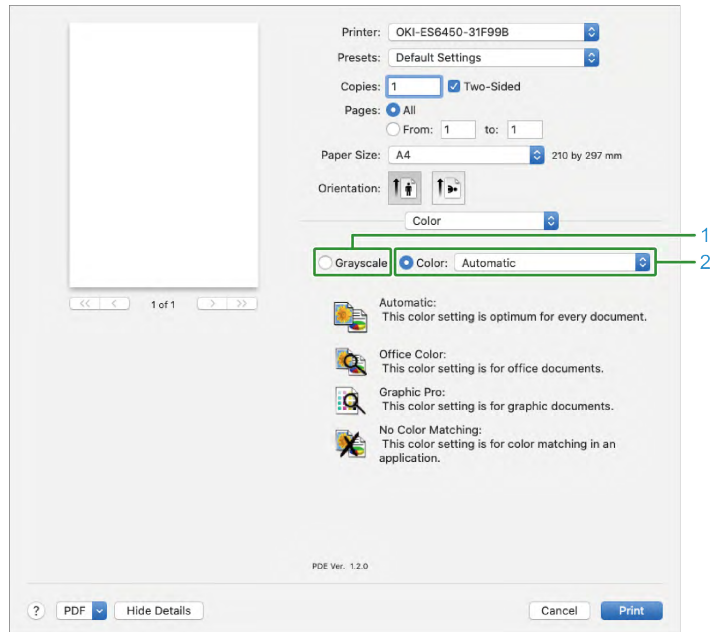 Printer: OKI-ES6450-31F99B
Presets: Default Settings
Copies: 1 Two-Sided
Pages: All
From: 1 to: 1
Paper Size: A4 210 by 297 mm
Orientation:
Color
1
Grayscale Color: Automatic 2
<< < 1 of 1 > >>
Automatic:
This color setting is optimum for every document.
Office Color:
This color setting is for office documents.
Graphic Pro:
This color setting is for graphic documents.
No Color Matching:
This color setting is for color matching in an
application.
PDE Ver. 1.2.0
? PDF Hide Details Cancel Print